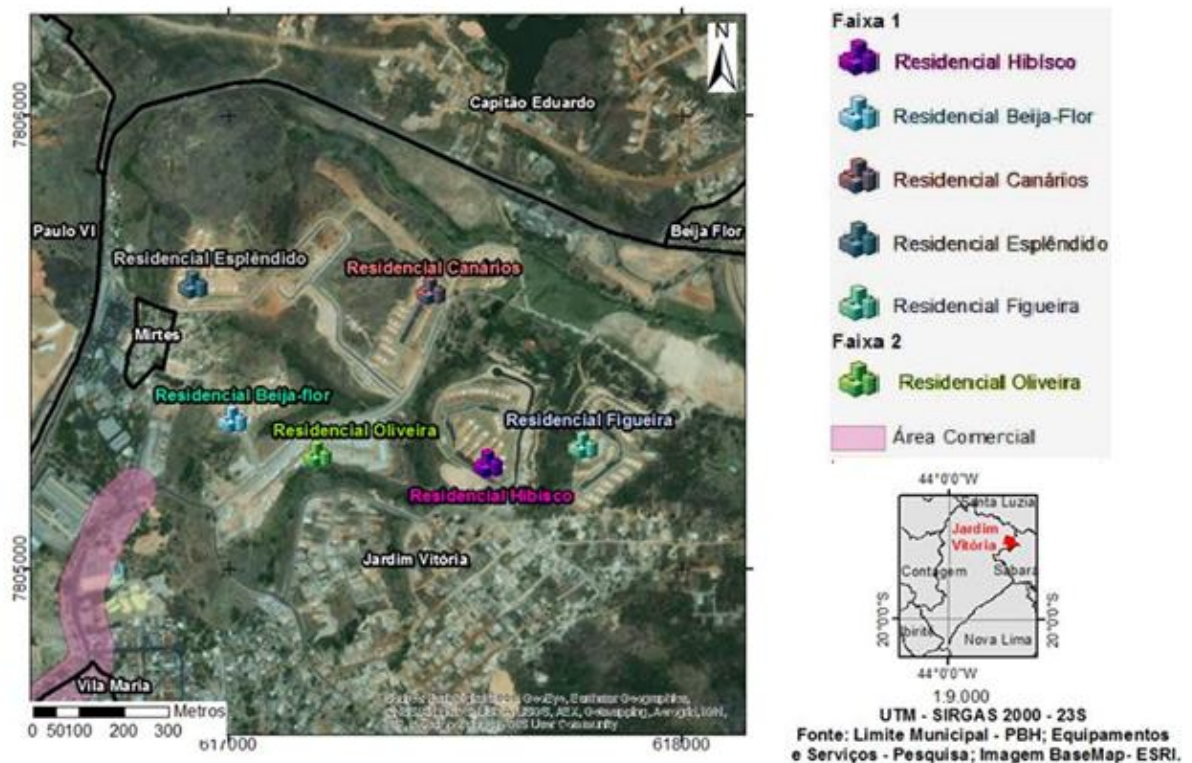 N
Capitão Eduardo
Paulo VI
Beija Flor
Residencial Esplêndido
Residencial Canários
Mirtes
Residencial Beija-flor
Residencial Oliveira
Residencial Figueira
Residencial Hibisco
Jardim Vitória
Vila Maria
Metros
0 50100 200 300
7806000
7805000
617000
618000
Faixa 1
Residencial Hibisco
Residencial Beija-Flor
Residencial Canários
Residencial Esplêndido
Residencial Figueira
Faixa 2
Residencial Oliveira
Área Comercial
44°0'0"W
Santa Luzia
Jardim
Vitória
Contagem
Sabará
Ibirité
Nova Lima
20°0'0"S
20°0'0"S
44°0'0"W
1:9.000
UTM - SIRGAS 2000 - 23S
Fonte: Limite Municipal - PBH; Equipamentos
e Serviços - Pesquisa; Imagem BaseMap- ESRI.